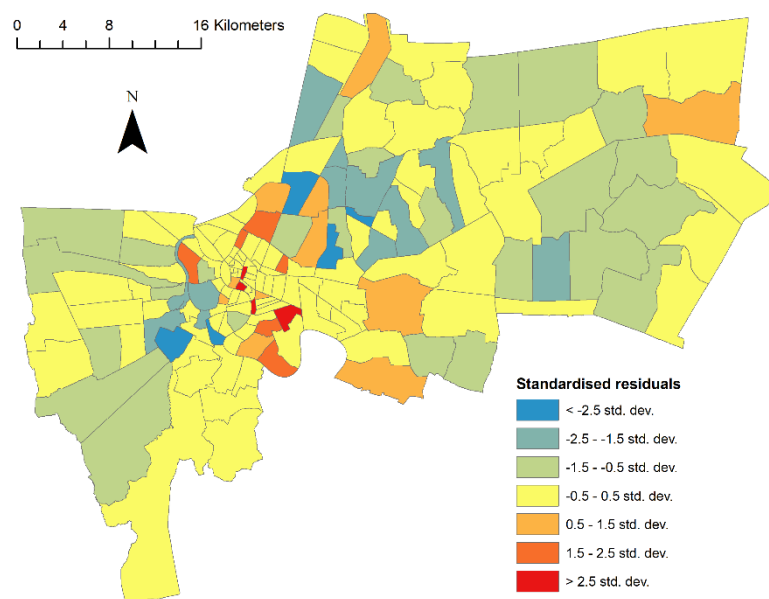 0 4 8 16 Kilometers
N
Standardised residuals
< -2.5 std. dev.
-2.5 - -1.5 std. dev.
-1.5 - -0.5 std. dev.
-0.5 - 0.5 std. dev.
0.5 - 1.5 std. dev.
1.5 - 2.5 std. dev.
> 2.5 std. dev.